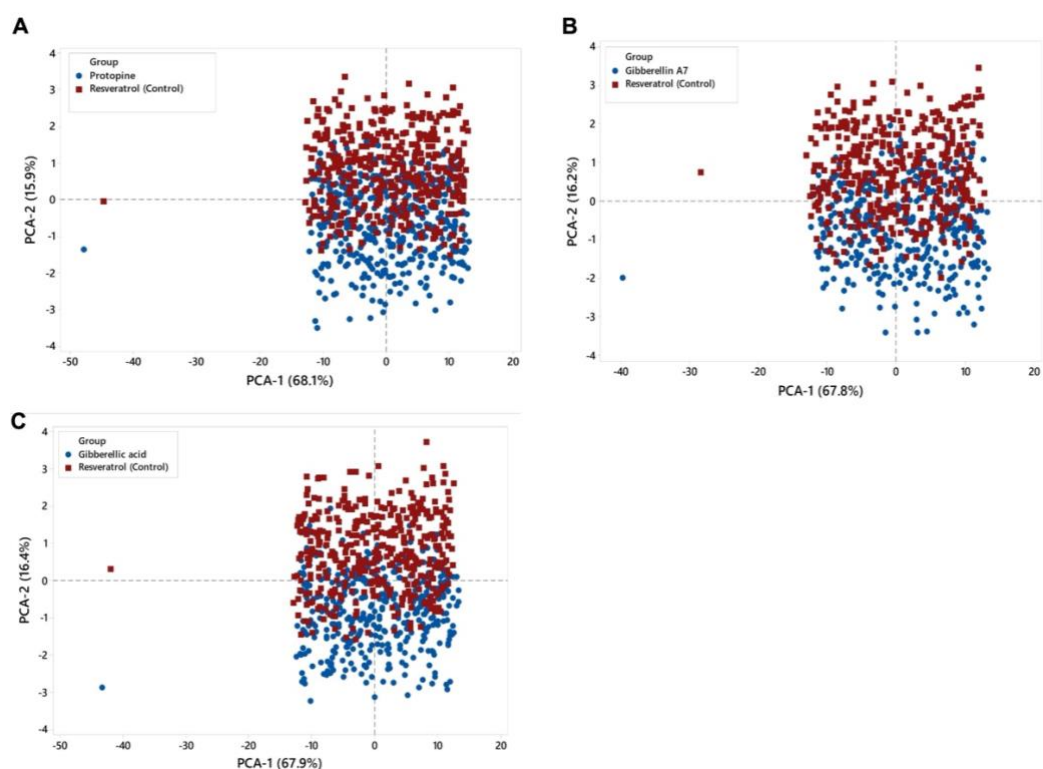 A
Group
Protopine
Resveratrol (Control)
4
3
2
1
0
-1
-2
-3
-4
PCA-2 (15.9%)
-50
-40
-30
-20
-10
0
10
20
PCA-1 (68.1%)
B
Group
Gibberellin A7
Resveratrol (Control)
4
3
2
1
0
-1
-2
-3
-4
PCA-2 (16.2%)
-40
-30
-20
-10
0
10
20
PCA-1 (67.8%)
C
Group
Gibberellic acid
Resveratrol (Control)
4
3
2
1
0
-1
-2
-3
-4
PCA-2 (16.4%)
-50
-40
-30
-20
-10
0
10
20
PCA-1 (67.9%)